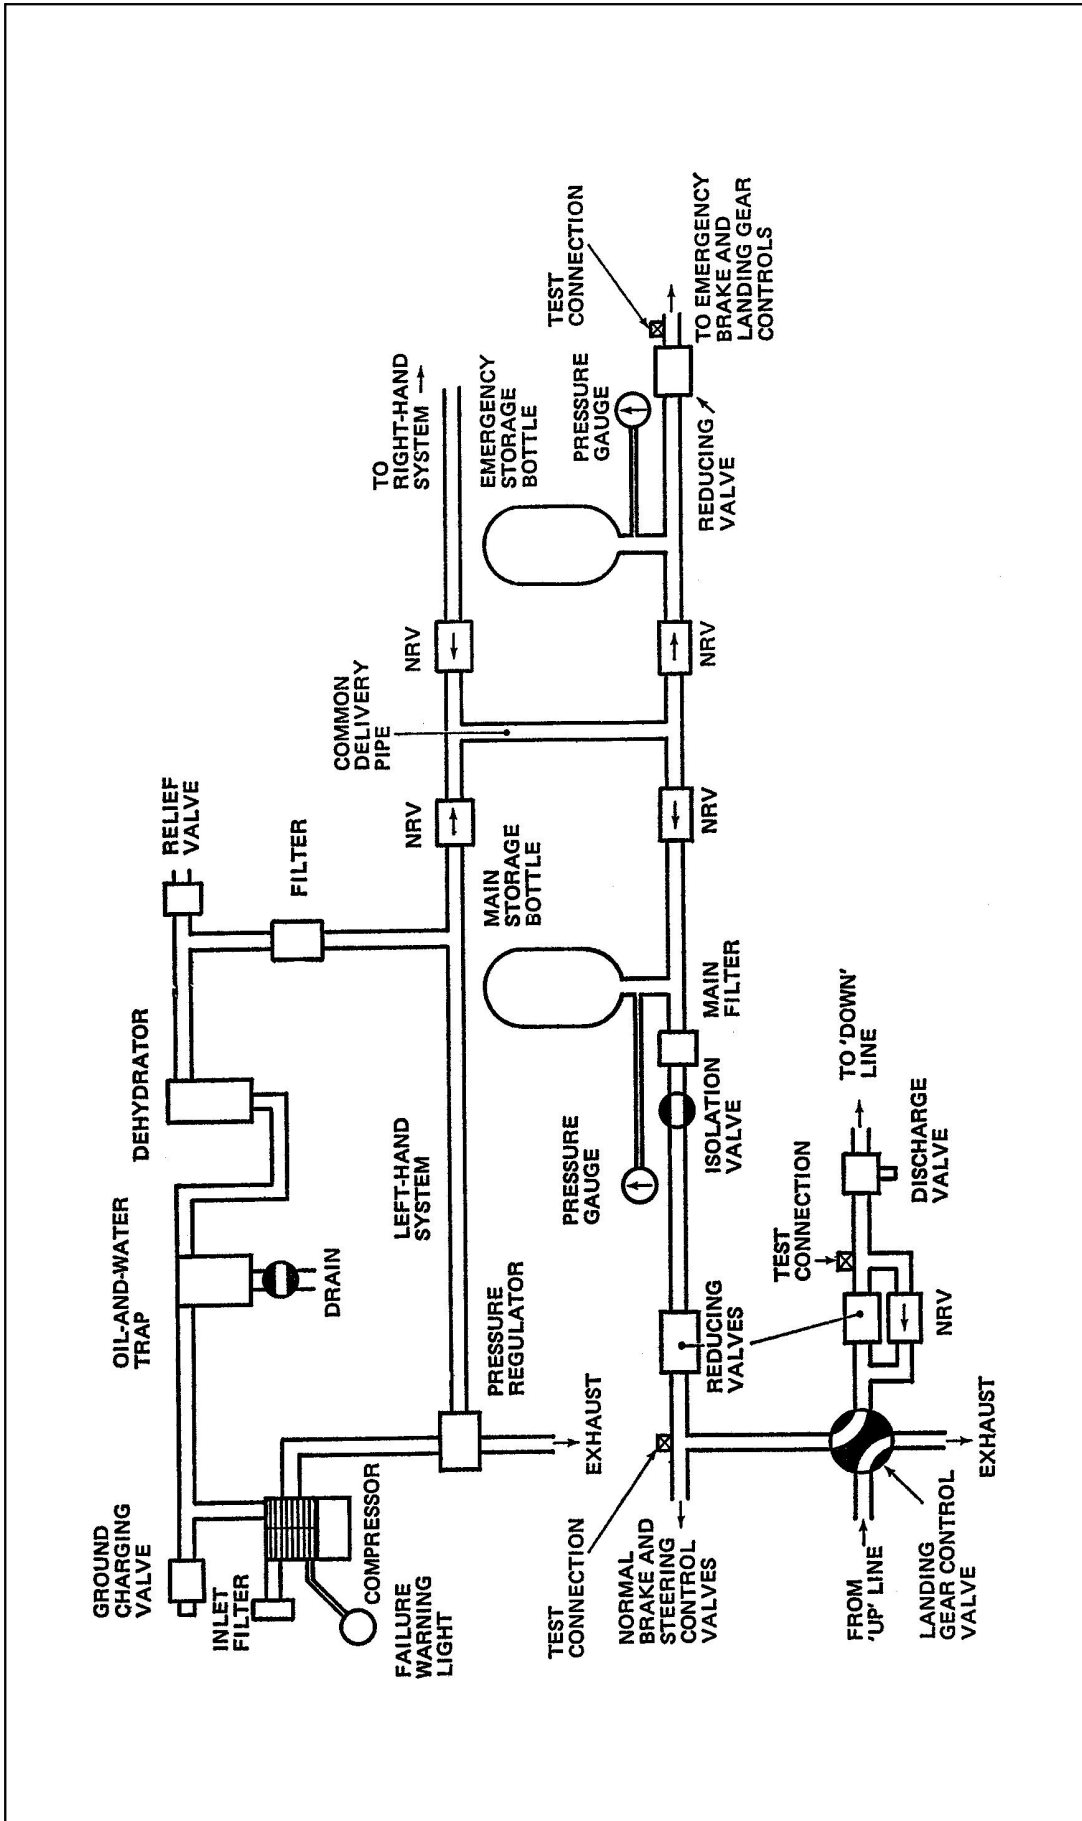 GROUND
CHARGING
VALVE
OIL-AND-WATER
TRAP
DEHYDRATOR
RELIEF
VALVE
INLET
FILTER
DRAIN
FILTER
COMPRESSOR
FAILURE
WARNING
LIGHT
LEFT-HAND
SYSTEM
COMMON
DELIVERY
PIPE
TO
RIGHT-HAND
SYSTEM
NRV
NRV
PRESSURE
REGULATOR
MAIN
STORAGE
BOTTLE
EMERGENCY
STORAGE
BOTTLE
EXHAUST
PRESSURE
GAUGE
PRESSURE
GAUGE
TEST
CONNECTION
TEST
CONNECTION
NORMAL
BRAKE AND
STEERING
CONTROL
VALVES
REDUCING
VALVES
ISOLATION
VALVE
MAIN
FILTER
NRV
NRV
REDUCING
VALVE
TO EMERGENCY
BRAKE AND
LANDING GEAR
CONTROLS
TEST
CONNECTION
TO 'DOWN'
LINE
FROM
'UP' LINE
LANDING
GEAR CONTROL
VALVE
EXHAUST
NRV
DISCHARGE
VALVE